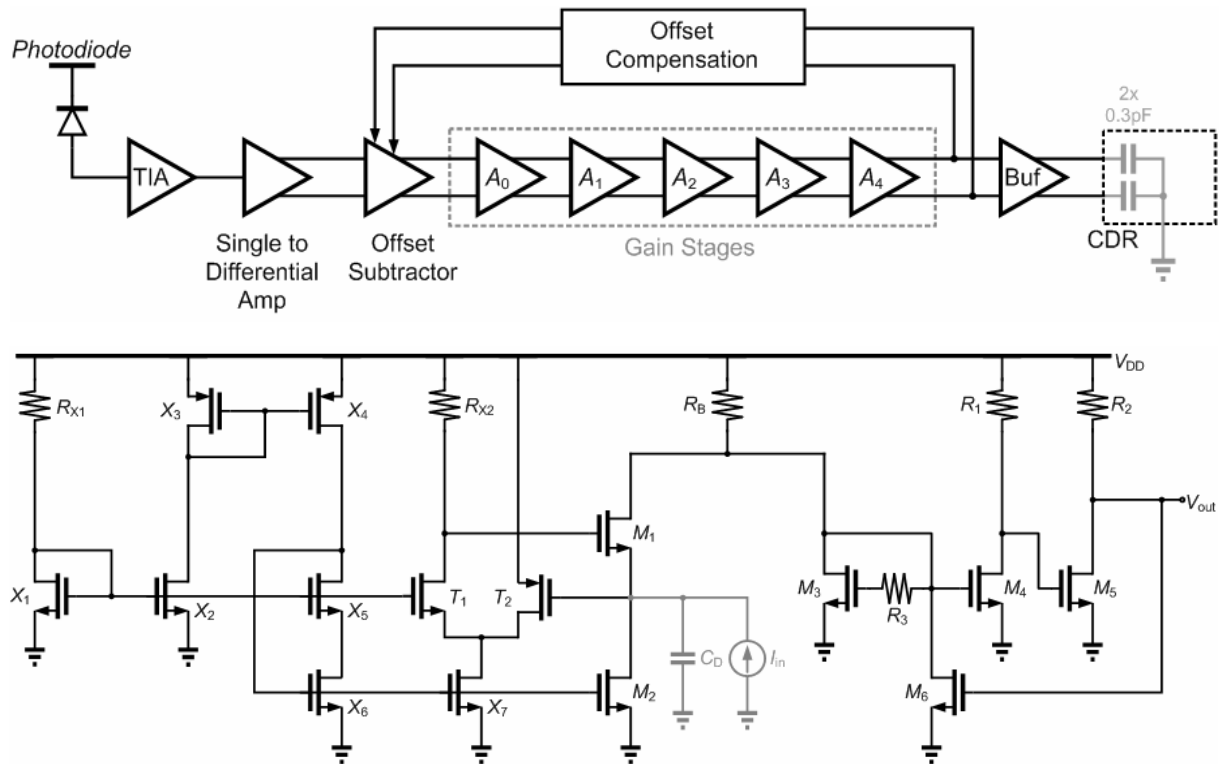 Offset
Compensation
Photodiode
2x
0.3pF
TIA
A0
A1
A2
A3
A4
Buf
CDR
Gain Stages
Single to
Differential
Amp
Offset
Subtractor
VDD
RX1
X3
X4
RX2
RB
R1
R2
Vout
M1
X1
X2
X5
T1
T2
M3
R3
M4
M5
CD
Iin
X6
X7
M2
M6